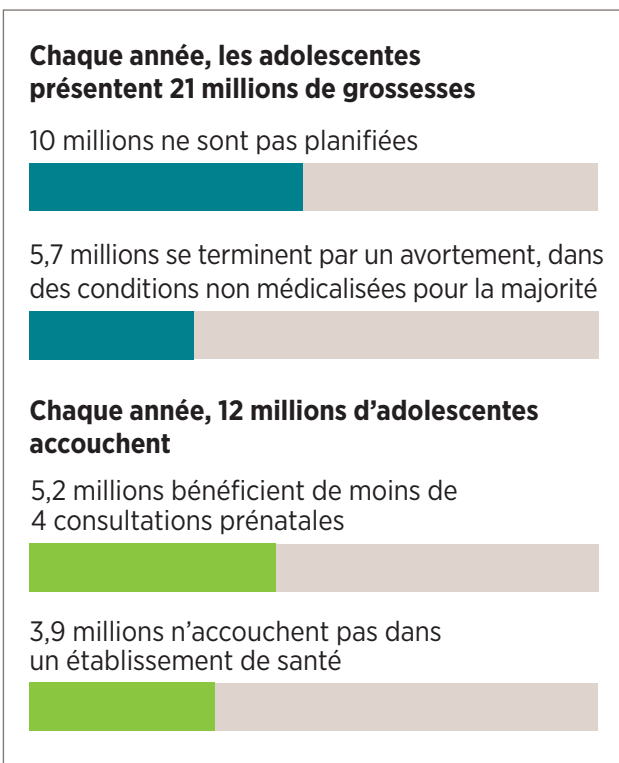 Chaque année, les adolescentes
présentent 21 millions de grossesses
10 millions ne sont pas planifiées
5,7 millions se terminent par un avortement, dans
des conditions non médicalisées pour la majorité
Chaque année, 12 millions d’adolescentes
accouchent
5,2 millions bénéficient de moins de
4 consultations prénatales
3,9 millions n’accouchent pas dans
un établissement de santé